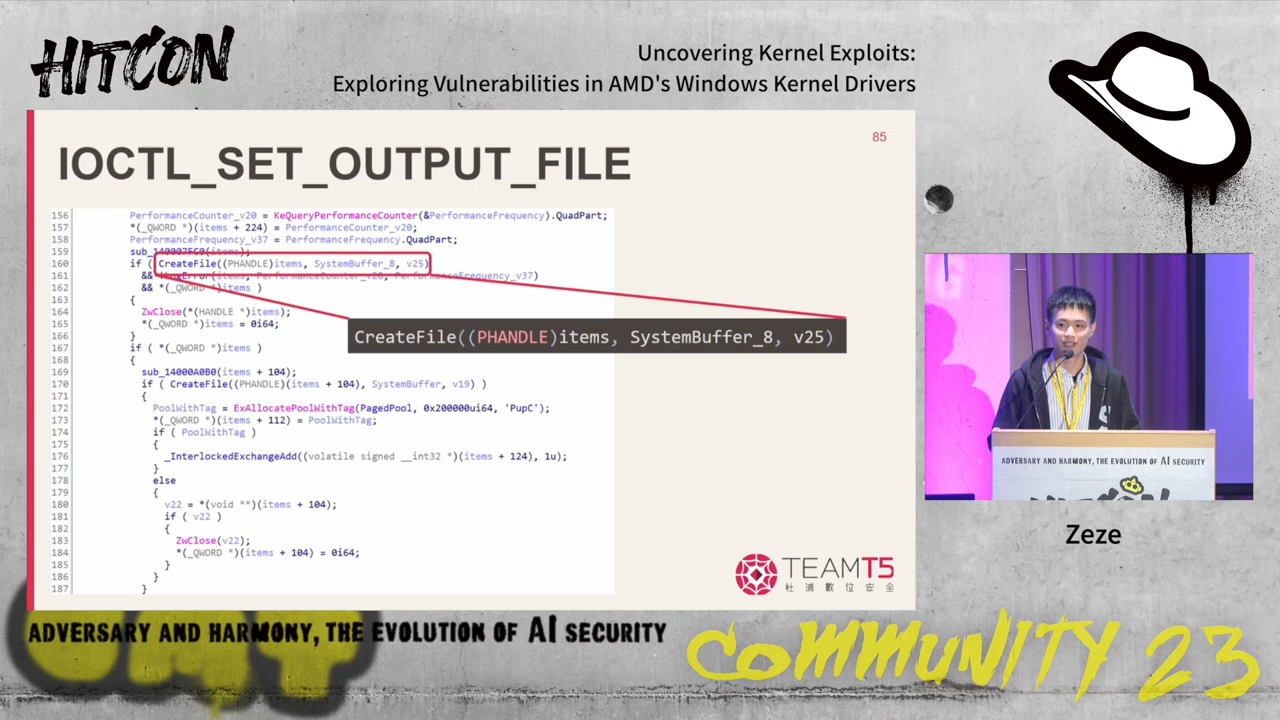 HITCON
Uncovering Kernel Exploits:
Exploring Vulnerabilities in AMD's Windows Kernel Drivers
85
IOCTL_SET_OUTPUT_FILE
156 PerformanceCounter_v20 = KeQueryPerformanceCounter(&PerformanceFrequency).QuadPart;
157 *(_QWORD *)(items + 224) = PerformanceCounter_v20;
158 PerformanceFrequency_v37 = PerformanceFrequency.QuadPart;
159 sub_1400075C0(items);
160 if ( CreateFile((PHANDLE)items, SystemBuffer_8, v25)
161 && (items, PerformanceCounter_v20, PerformanceFrequency_v37)
162 && *(_QWORD *)items )
163 {
164 ZwClose(*(HANDLE *)items);
165 *(_QWORD *)items = 0i64;
166 }
167 if ( *(_QWORD *)items )
168 {
169 sub_14000A0B0(items + 104);
170 if ( CreateFile((PHANDLE)(items + 104), SystemBuffer, v19) )
171 {
172 PoolWithTag = ExAllocatePoolWithTag(PagedPool, 0x200000ui64, 'PupC');
173 *(_QWORD *)(items + 112) = PoolWithTag;
174 if ( PoolWithTag )
175 {
176 _InterlockedExchangeAdd((volatile signed __int32 *)(items + 124), 1u);
177 }
178 else
179 {
180 v22 = *(void **)(items + 104);
181 if ( v22 )
182 {
183 ZwClose(v22);
184 *(_QWORD *)(items + 104) = 0i64;
185 }
186 }
187 }
CreateFile((PHANDLE)items, SystemBuffer_8, v25)
TEAMT5
杜浦數位安全
ADVERSARY AND HARMONY, THE EVOLUTION OF AI SECURITY
Zeze
ADVERSARY AND HARMONY, THE EVOLUTION OF AI SECURITY
COMMUNITY 23